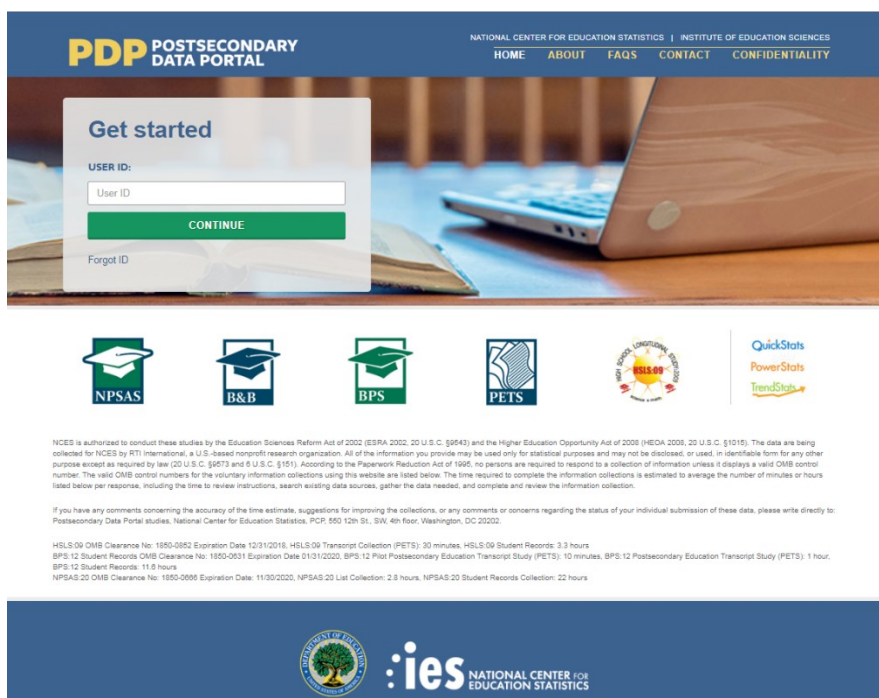 PDP POSTSECONDARY DATA PORTAL
NATIONAL CENTER FOR EDUCATION STATISTICS | INSTITUTE OF EDUCATION SCIENCES
HOME ABOUT FAQS CONTACT CONFIDENTIALITY
Get started
USER ID:
User ID
CONTINUE
Forgot ID
NPSAS
B&B
BPS
PETS
HIGH SCHOOL LONGITUDINAL STUDY
HSLS:09
QuickStats
PowerStats
TrendStats
NCES is authorized to conduct these studies by the Education Sciences Reform Act of 2002 (ESRA 2002, 20 U.S.C. §9543) and the Higher Education Opportunity Act of 2008 (HEOA 2008, 20 U.S.C. §1015). The data are being
collected for NCES by RTI International, a U.S.-based nonprofit research organization. All of the information you provide may be used only for statistical purposes and may not be disclosed, or used, in identifiable form for any other
purpose except as required by law (20 U.S.C. §9573 and 6 U.S.C. §151). According to the Paperwork Reduction Act of 1995, no persons are required to respond to a collection of information unless it displays a valid OMB control
number. The valid OMB control numbers for the voluntary information collections using this website are listed below. The time required to complete the information collections is estimated to average the number of minutes or hours
listed below per response, including the time to review instructions, search existing data sources, gather the data needed, and complete and review the information collection.
If you have any comments concerning the accuracy of the time estimate, suggestions for improving the collections, or any comments or concerns regarding the status of your individual submission of these data, please write directly to:
Postsecondary Data Portal studies, National Center for Education Statistics, PCP, 550 12th St., SW, 4th floor, Washington, DC 20202.
HSLS:09 OMB Clearance No: 1850-0852 Expiration Date 12/31/2018, HSLS:09 Transcript Collection (PETS): 30 minutes, HSLS:09 Student Records: 3.3 hours
BPS:12 Student Records OMB Clearance No: 1850-0631 Expiration Date 01/31/2020, BPS:12 Pilot Postsecondary Education Transcript Study (PETS): 10 minutes, BPS:12 Postsecondary Education Transcript Study (PETS): 1 hour,
BPS:12 Student Records: 11.6 hours
NPSAS:20 OMB Clearance No: 1850-0666 Expiration Date: 11/30/2020, NPSAS:20 List Collection: 2.8 hours, NPSAS:20 Student Records Collection: 22 hours
DEPARTMENT OF EDUCATION
UNITED STATES OF AMERICA
ies NATIONAL CENTER FOR
EDUCATION STATISTICS